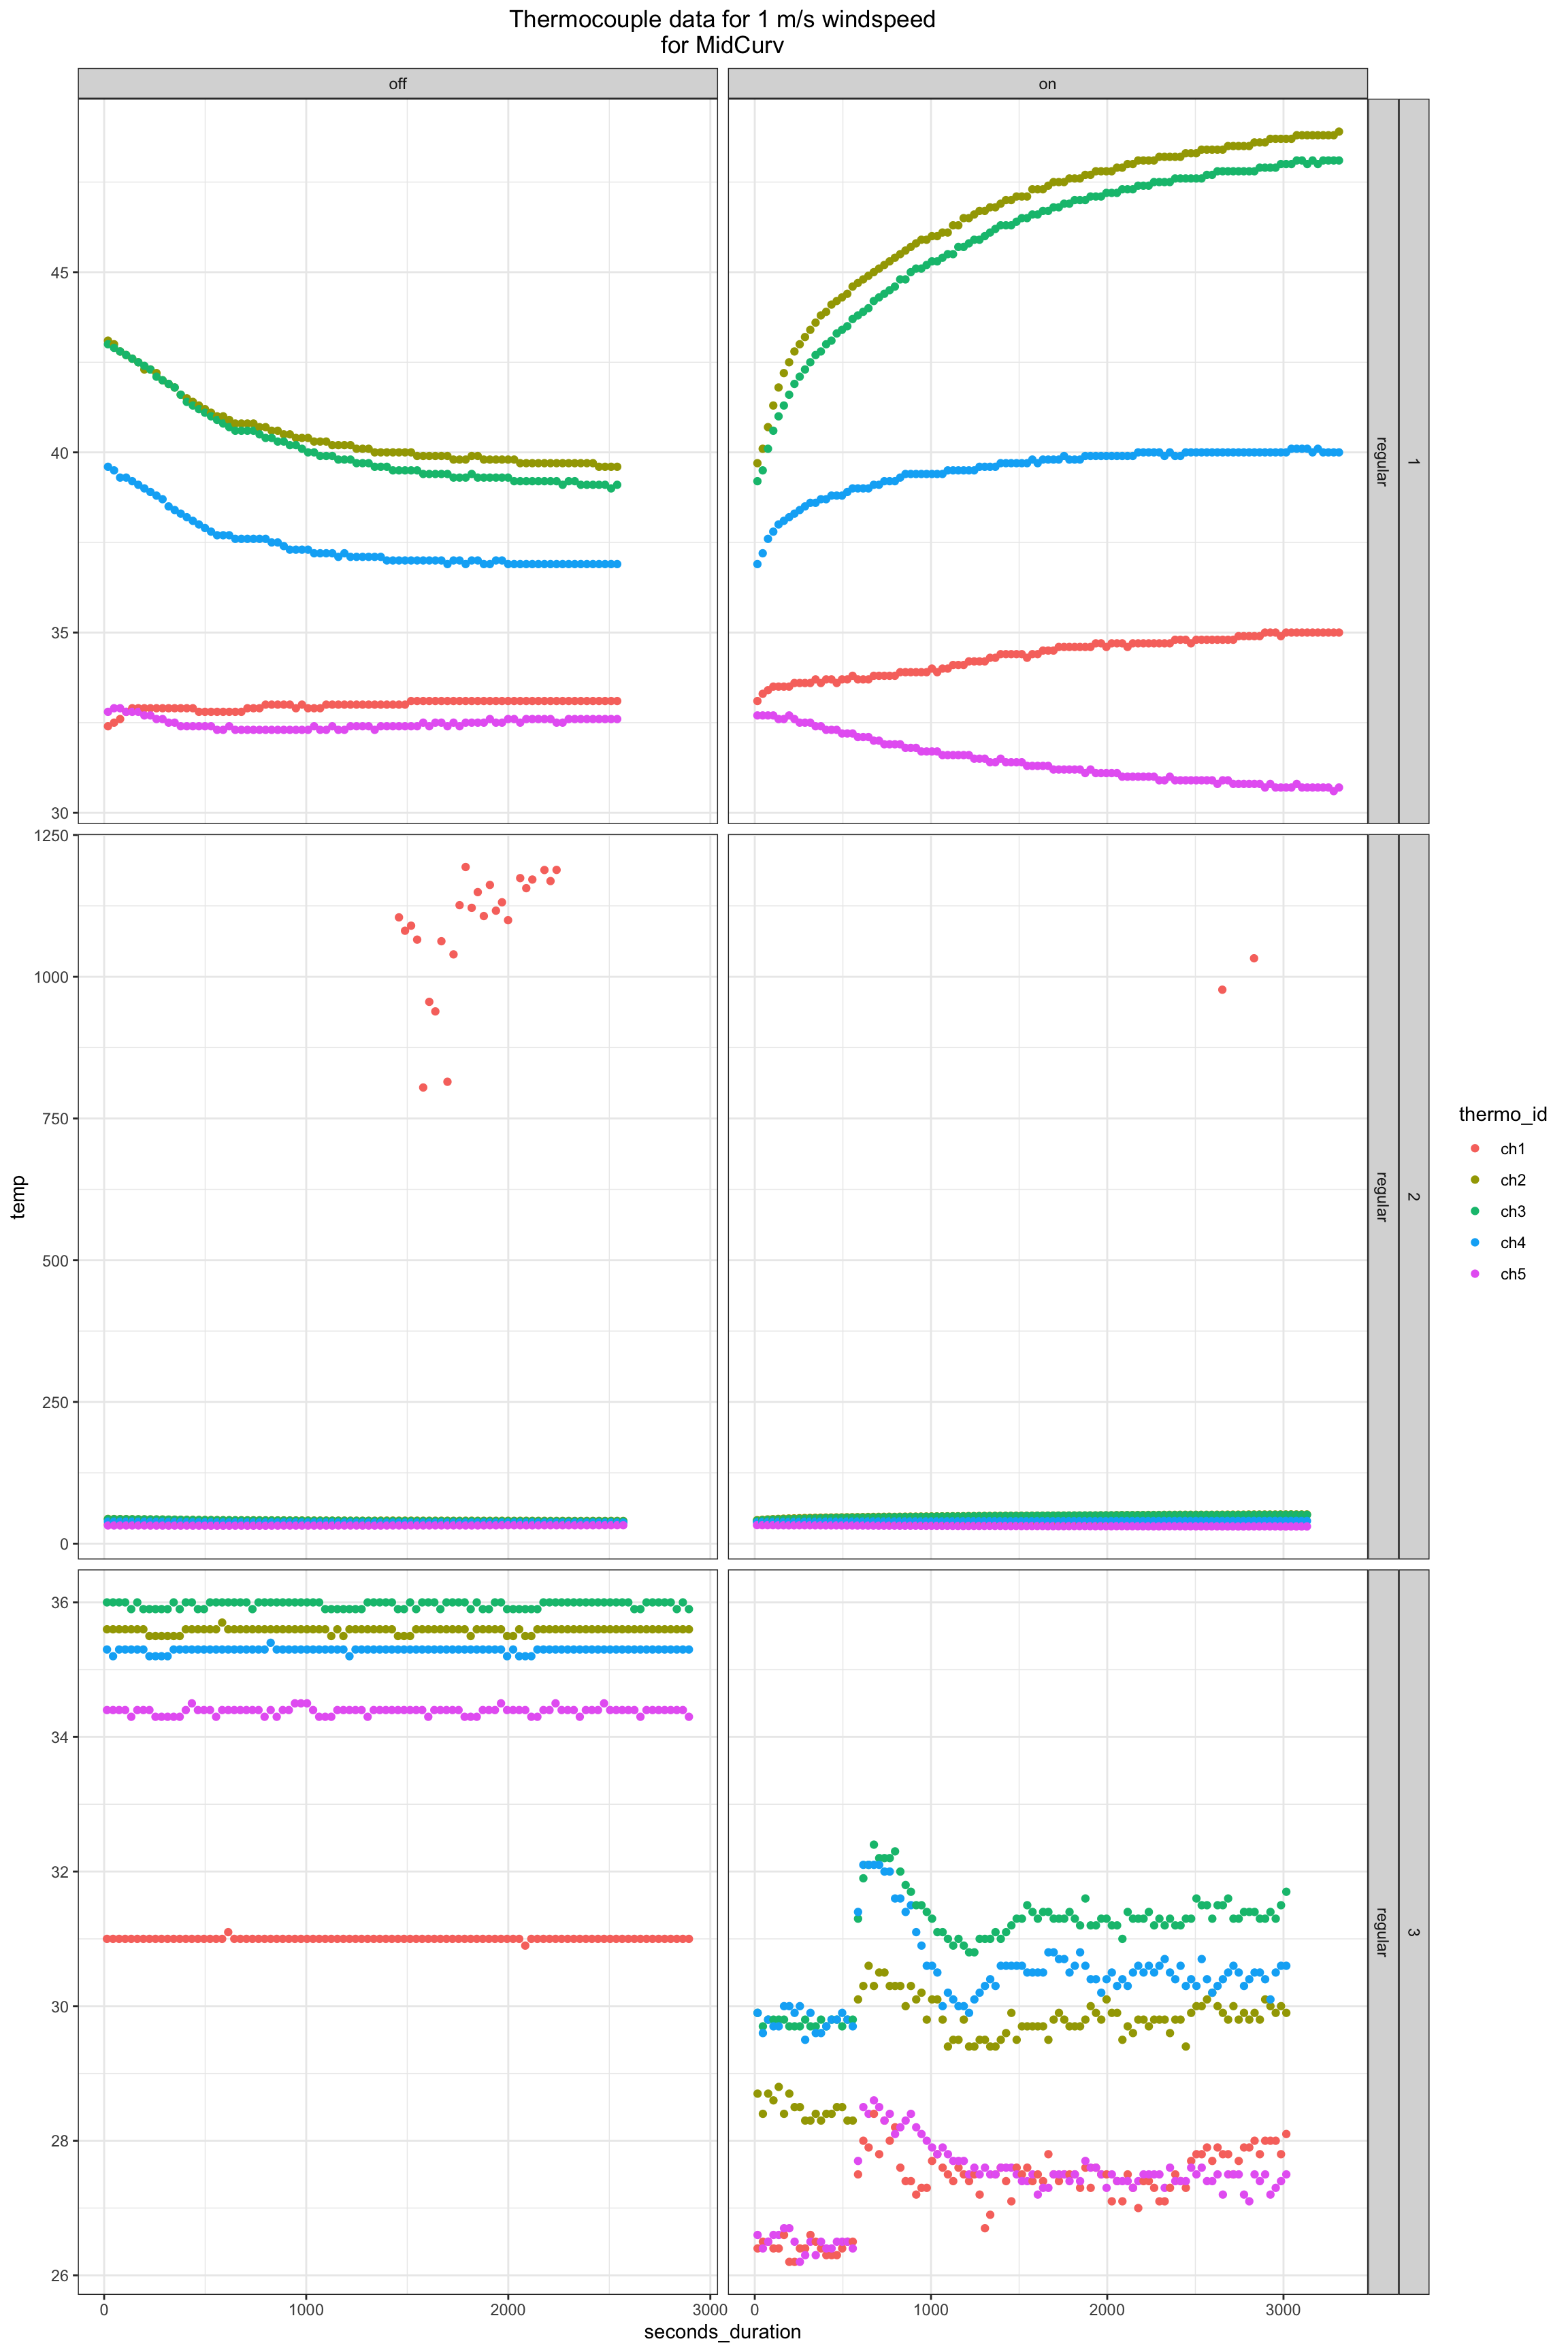 Thermocouple data for 1 m/s windspeed
for MidCurv
off
on
45
40
35
30
regular
1
1250
1000
750
500
250
0
regular
2
36
34
32
30
28
26
regular
3
0
1000
2000
3000
0
1000
2000
3000
seconds_duration
temp
thermo_id
ch1
ch2
ch3
ch4
ch5